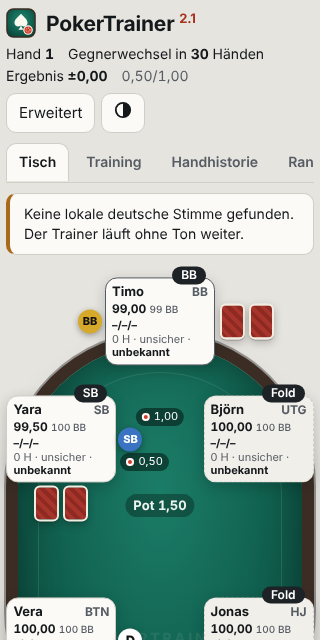 PokerTrainer 2.1
Hand 1 Gegnerwechsel in 30 Händen
Ergebnis ±0,00 0,50/1,00
Erweitert
Tisch Training Handhistorie Ran
Keine lokale deutsche Stimme gefunden.
Der Trainer läuft ohne Ton weiter.
BB
Timo BB
BB
99,00 99 BB
–/–/–
0 H · unsicher ·
unbekannt
SB
Yara SB
99,50 100 BB
–/–/–
0 H · unsicher ·
unbekannt
1,00
SB
0,50
Fold
Björn UTG
100,00 100 BB
–/–/–
0 H · unsicher ·
unbekannt
Pot 1,50
Vera BTN
100,00 100 BB
D
Fold
Jonas HJ
100,00 100 BB